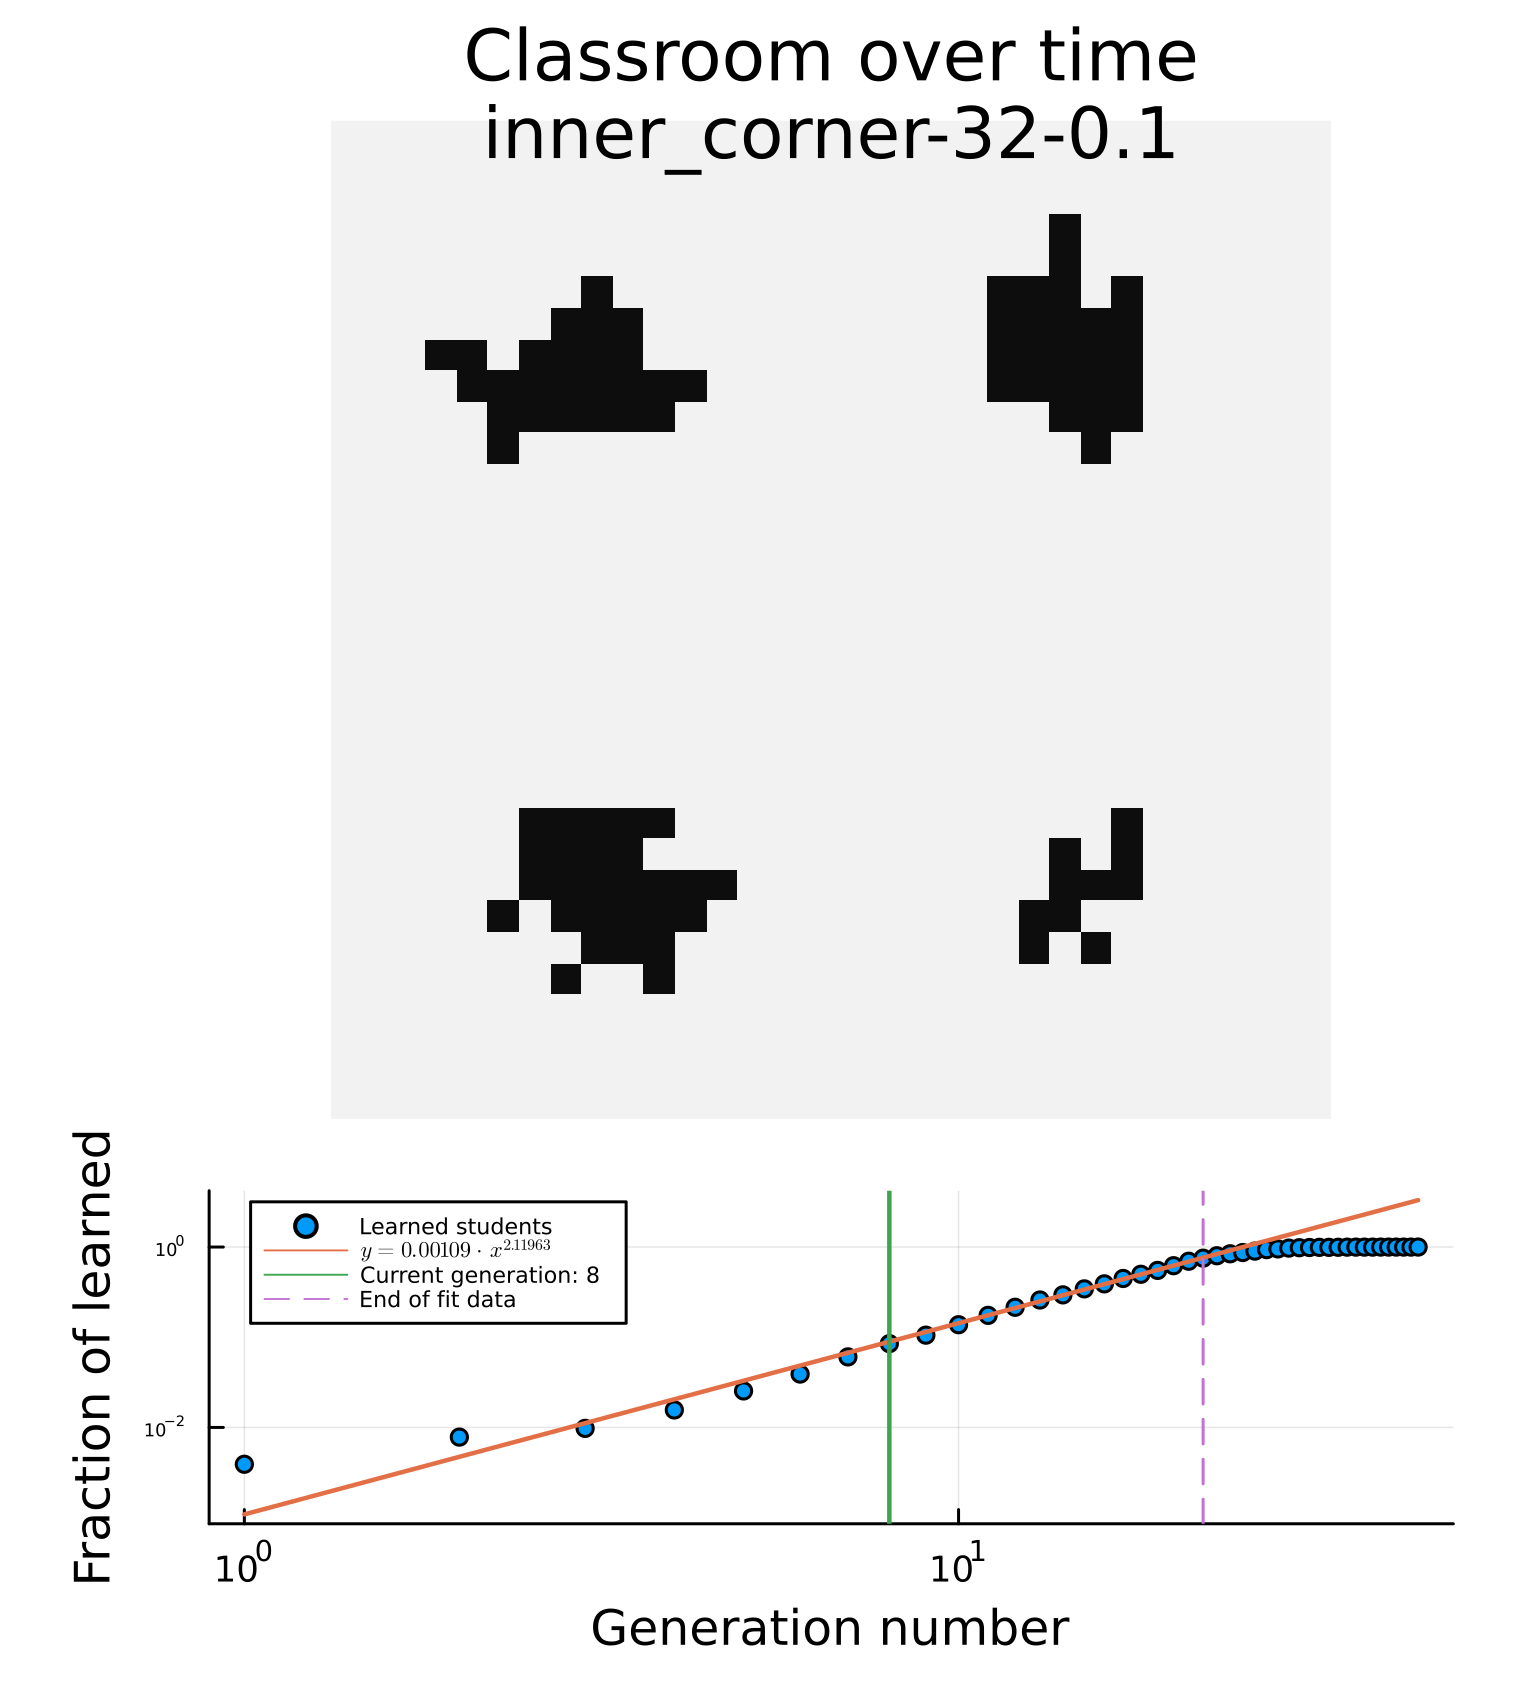 Classroom over time
inner_corner-32-0.1
Fraction of learned
10^0
10^-2
Learned students
y = 0.00109 · x^2.11963
Current generation: 8
End of fit data
10^0
10^1
Generation number